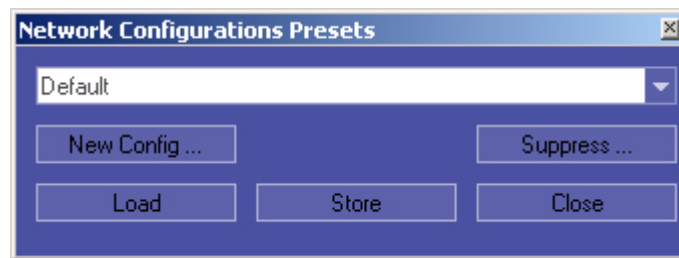 Network Configurations Presets
Default
New Config ...
Suppress ...
Load
Store
Close